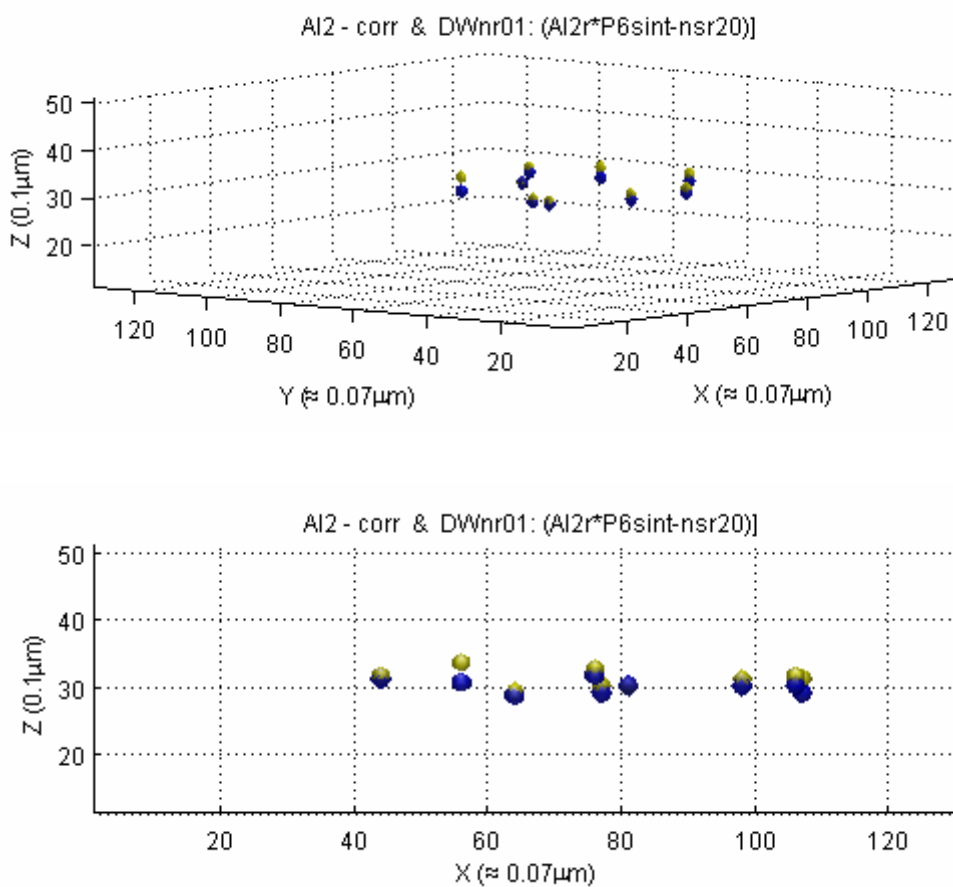 Al2 - corr & DWnr01: (Al2r*P6sint-nsr20)]
50
40
30
20
Z (0.1µm)
120 100 80 60 40 20 20 40 60 80 100 120
Y (≈ 0.07µm) X (≈ 0.07µm)
Al2 - corr & DWnr01: (Al2r*P6sint-nsr20)]
50
40
30
20
Z (0.1µm)
20 40 60 80 100 120
X (≈ 0.07µm)